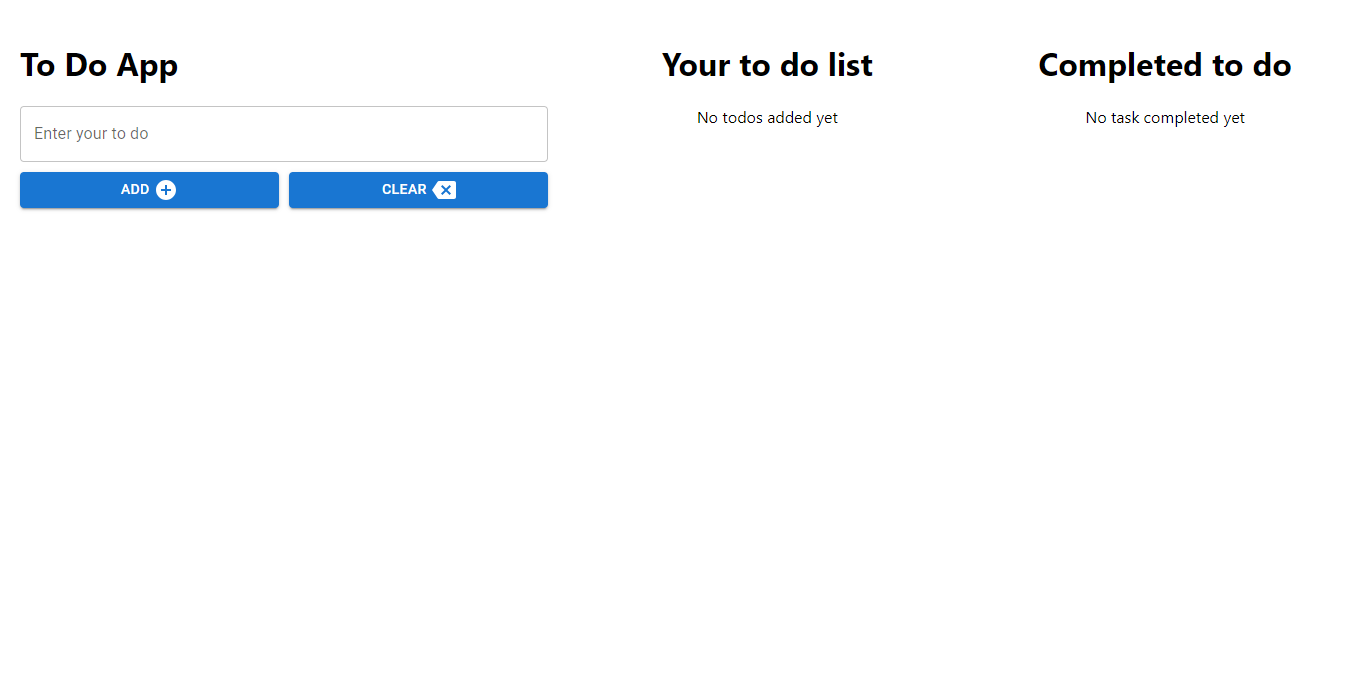 To Do App
Enter your to do
ADD
CLEAR
Your to do list
No todos added yet
Completed to do
No task completed yet